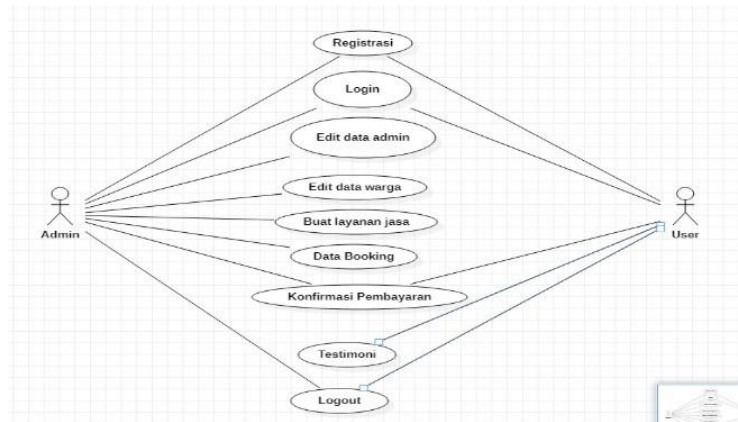 Registrasi
Login
Edit data admin
Edit data warga
Buat layanan jasa
Admin
User
Data Booking
Konfirmasi Pembayaran
Testimoni
Logout